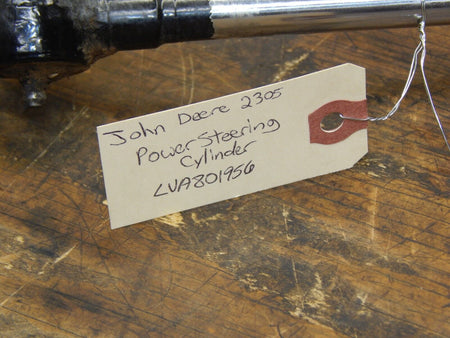 John Deere 2305
Power Steering
Cylinder
LVA801956